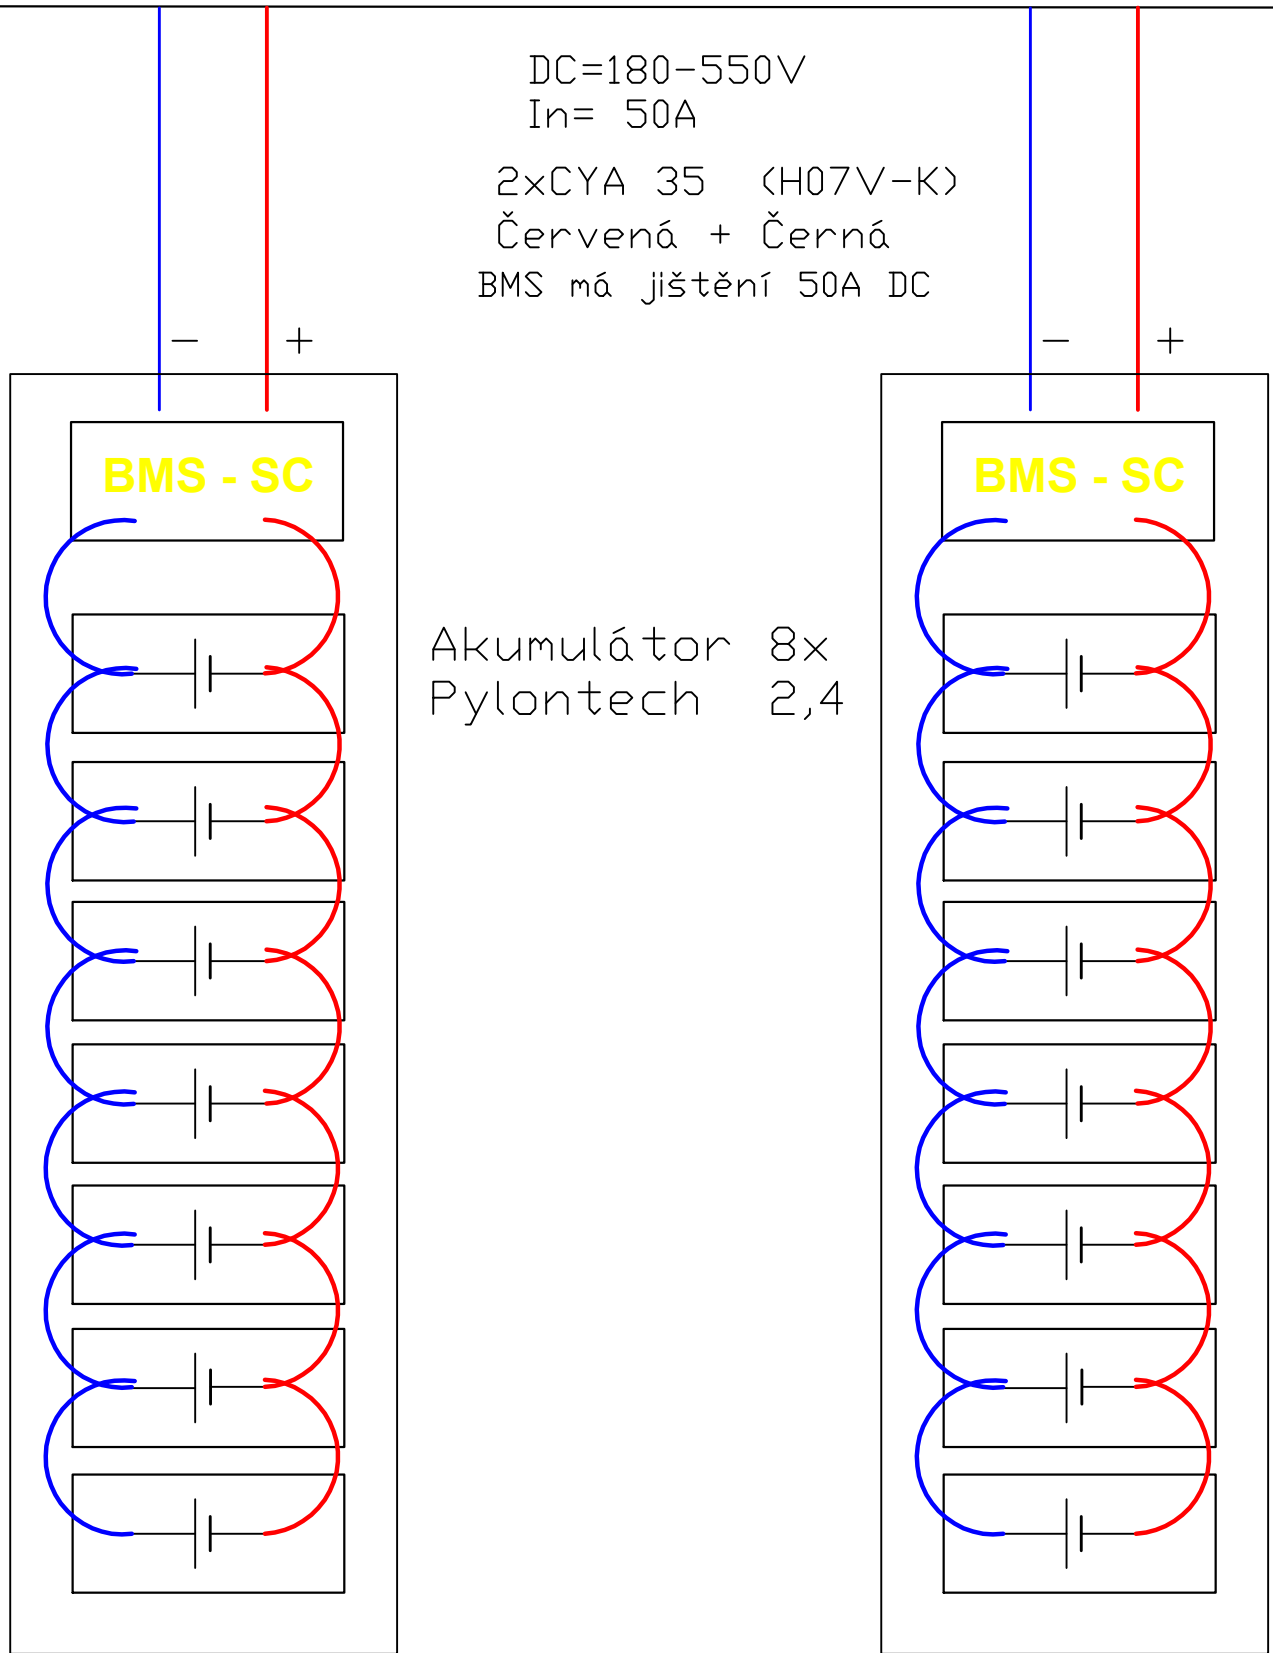 DC=180-550V
In= 50A
2xCYA 35 (H07V-K)
Červená + Černá
BMS má jištění 50A DC
- +
- +
BMS - SC
BMS - SC
Akumulátor 8x
Pylontech 2,4